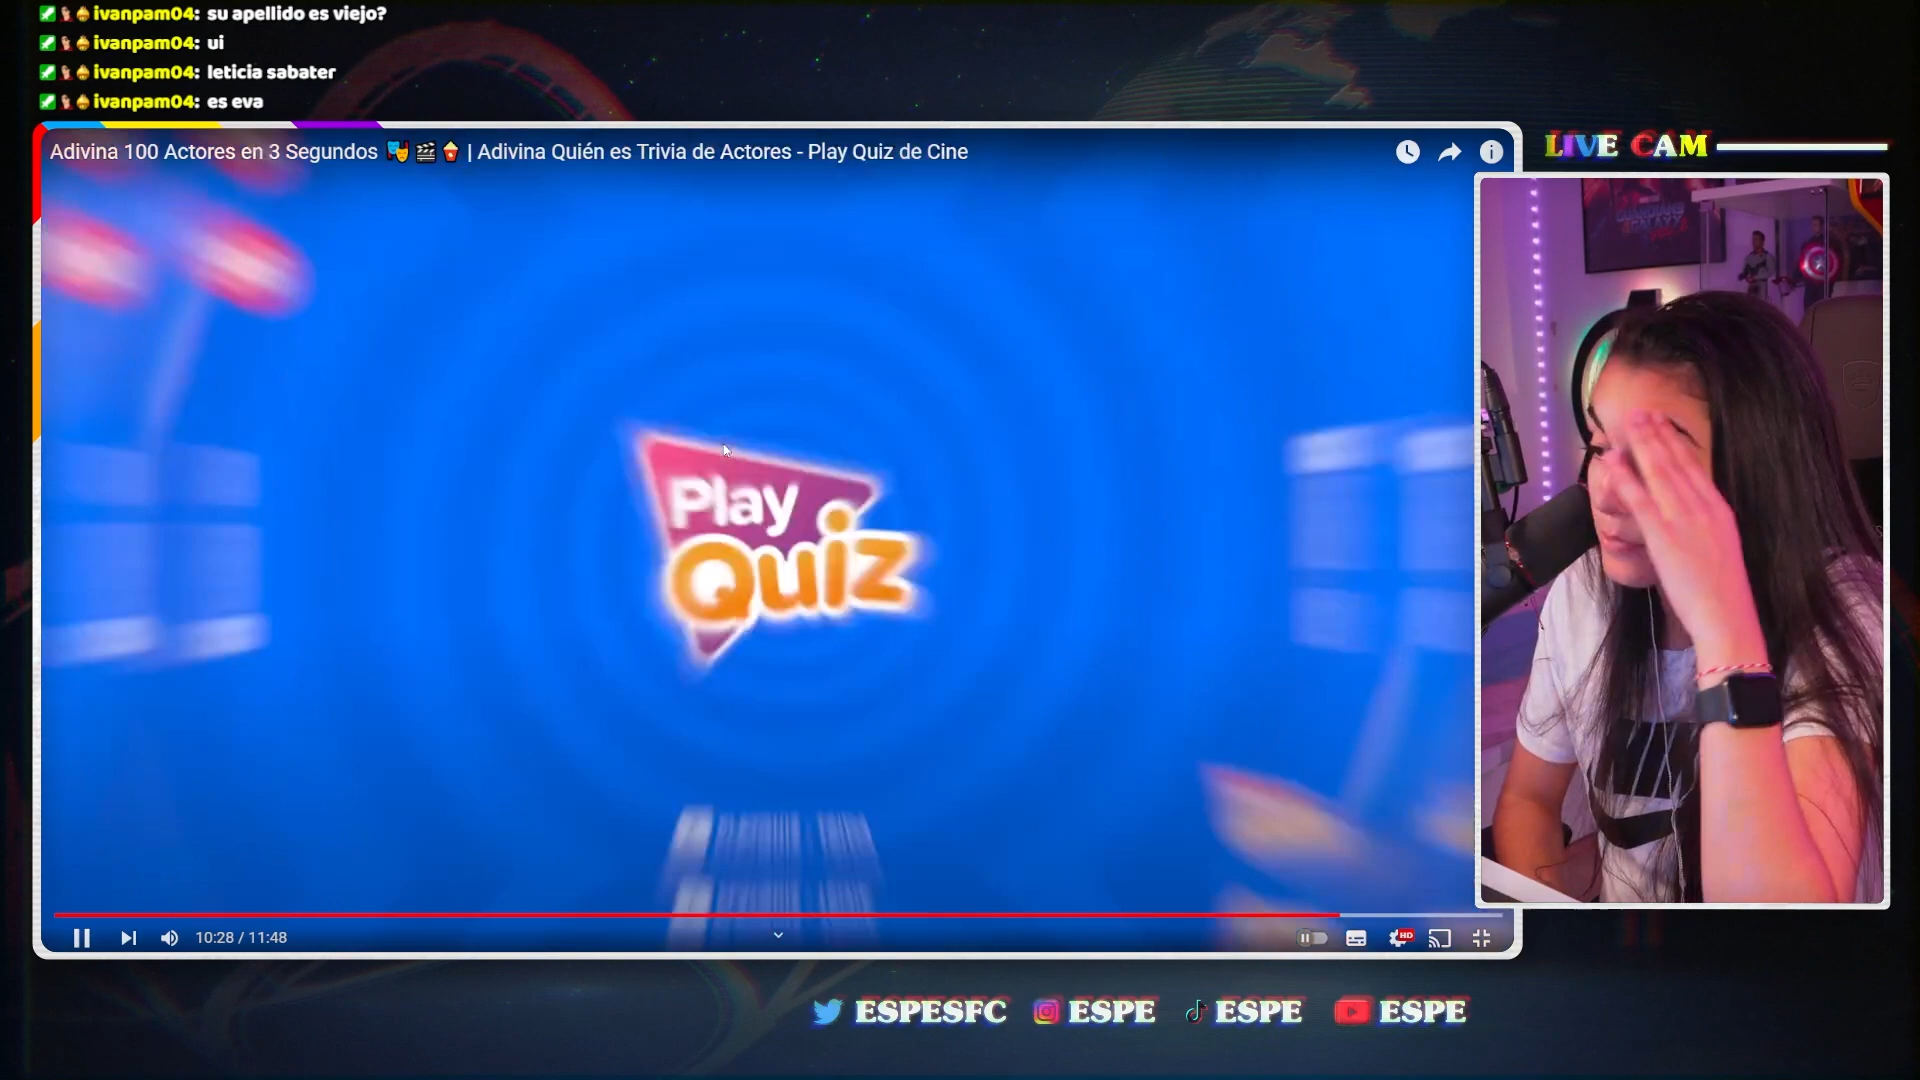 ivanpam04: su apellido es viejo?
ivanpam04: ui
ivanpam04: leticia sabater
ivanpam04: es eva
Adivina 100 Actores en 3 Segundos 🎭🎬🍿 | Adivina Quién es Trivia de Actores - Play Quiz de Cine
LIVE CAM
Play
Quiz
10:28 / 11:48
HD
ESPESFC ESPE ESPE ESPE